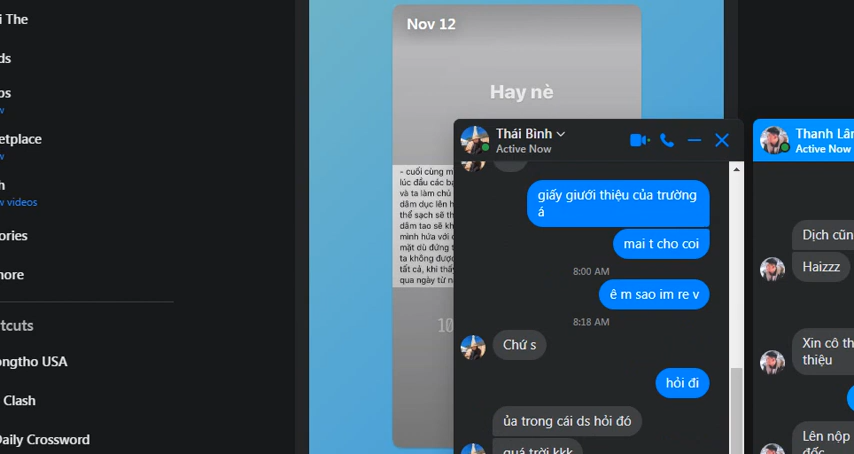 i The
ds
ps
w
etplace
w
h
w videos
ories
more
tcuts
ongtho USA
Clash
Daily Crossword
Nov 12
Hay nè
- cuối cùng m
lúc đầu các bạ
và ta làm chủ
dâm dục lên h
thể sạch sẽ th
dâm tao sẽ kh
mình hứa với
mặt dù đứng t
ta không được
tất cả, khi thấy
qua ngày từ n
10
Thái Bình
Active Now
giấy giưới thiệu của trường
á
mai t cho coi
8:00 AM
ê m sao im re v
8:18 AM
Chứ s
hỏi đi
ủa trong cái ds hỏi đó
quá trời kkk
Thanh Lâ
Active Now
Dịch cũn
Haizzz
Xin cô th
thiệu
Lên nộp
đốc